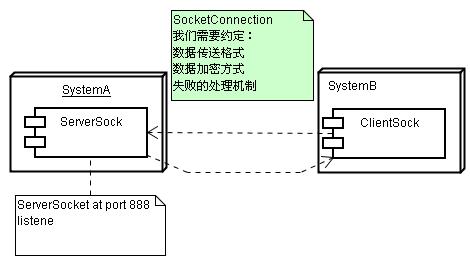 SocketConnection
我们需要约定：
数据传送格式
数据加密方式
失败的处理机制
SystemA
ServerSock
SystemB
ClientSock
ServerSocket at port 888
listene